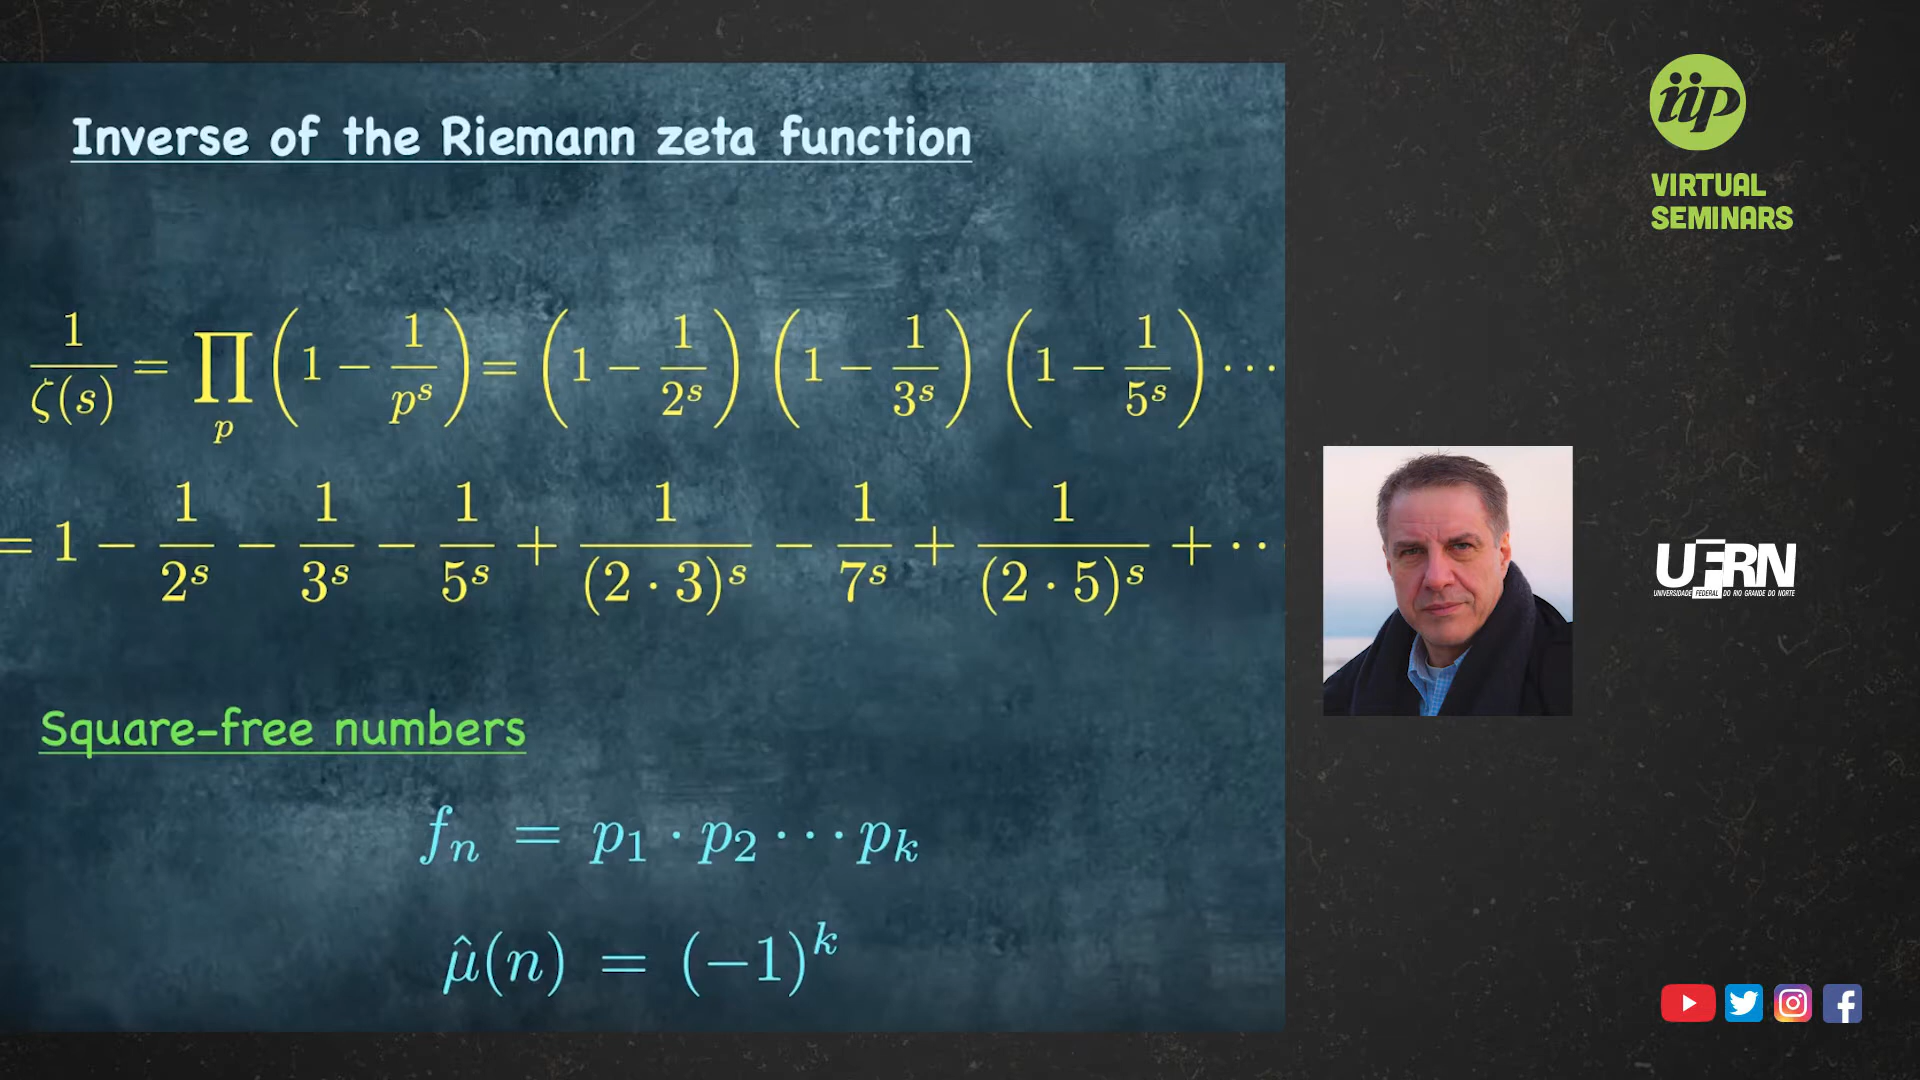 Inverse of the Riemann zeta function
1/ζ(s) = ∏_p (1 − 1/p^s) = (1 − 1/2^s) (1 − 1/3^s) (1 − 1/5^s) ⋯
= 1 − 1/2^s − 1/3^s − 1/5^s + 1/(2·3)^s − 1/7^s + 1/(2·5)^s + ⋯
Square-free numbers
f_n = p_1 · p_2 ⋯ p_k
μ̂(n) = (−1)^k
iip
VIRTUAL
SEMINARS
UFRN
UNIVERSIDADE FEDERAL DO RIO GRANDE DO NORTE